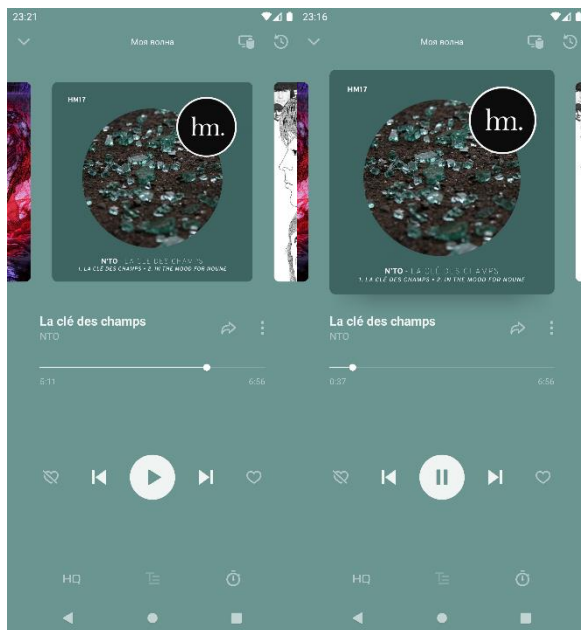 23:21
Моя волна
HM17
hm.
N'TO - LA CLÉ DES CHAMPS
1. LA CLÉ DES CHAMPS • 2. IN THE MOOD FOR NOUNE
La clé des champs
NTO
5:11 6:56
HQ
23:16
Моя волна
HM17
hm.
N'TO - LA CLÉ DES CHAMPS
1. LA CLÉ DES CHAMPS • 2. IN THE MOOD FOR NOUNE
La clé des champs
NTO
0:37 6:56
HQ